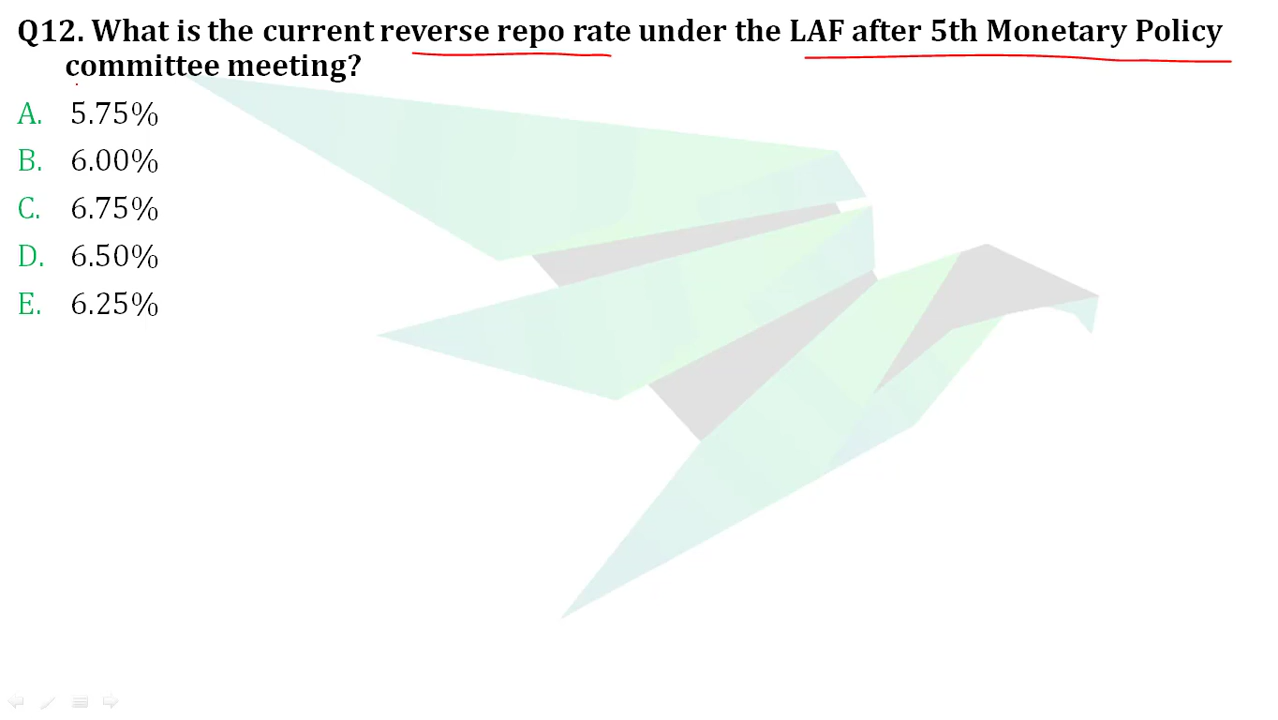 Q12. What is the current reverse repo rate under the LAF after 5th Monetary Policy
committee meeting?
A. 5.75%
B. 6.00%
C. 6.75%
D. 6.50%
E. 6.25%